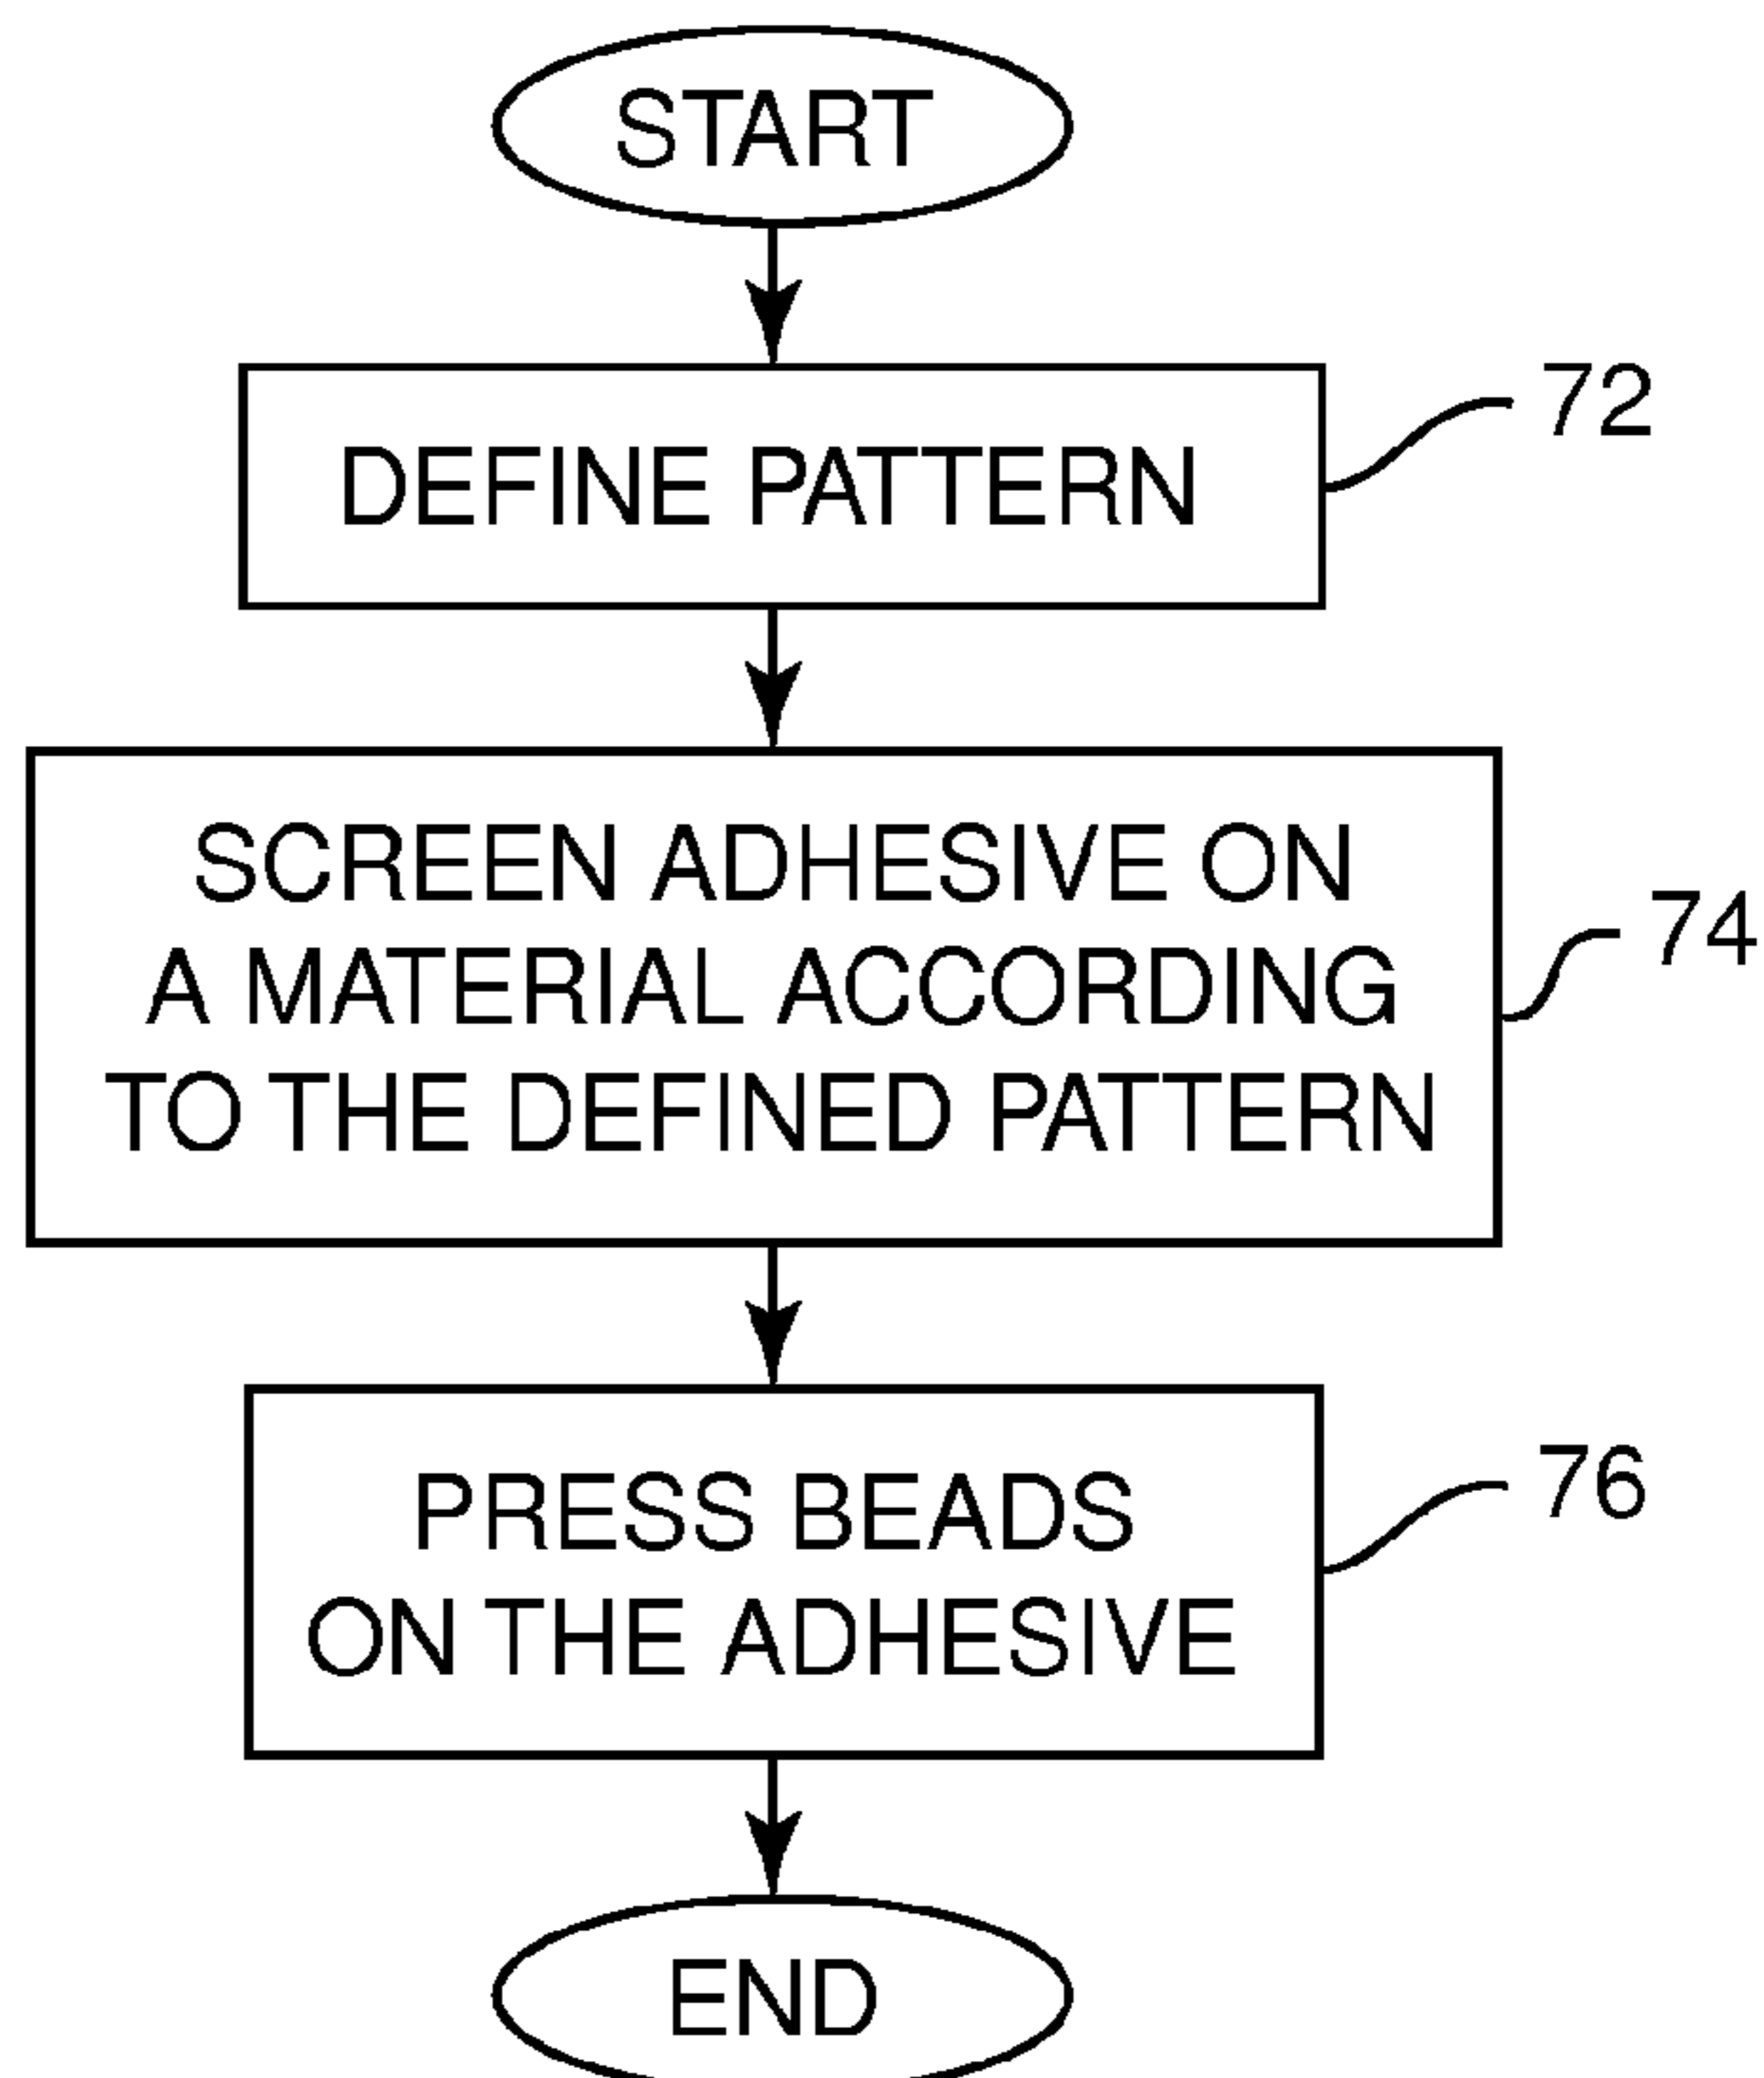 START
DEFINE PATTERN
72
SCREEN ADHESIVE ON
A MATERIAL ACCORDING
TO THE DEFINED PATTERN
74
PRESS BEADS
ON THE ADHESIVE
76
END